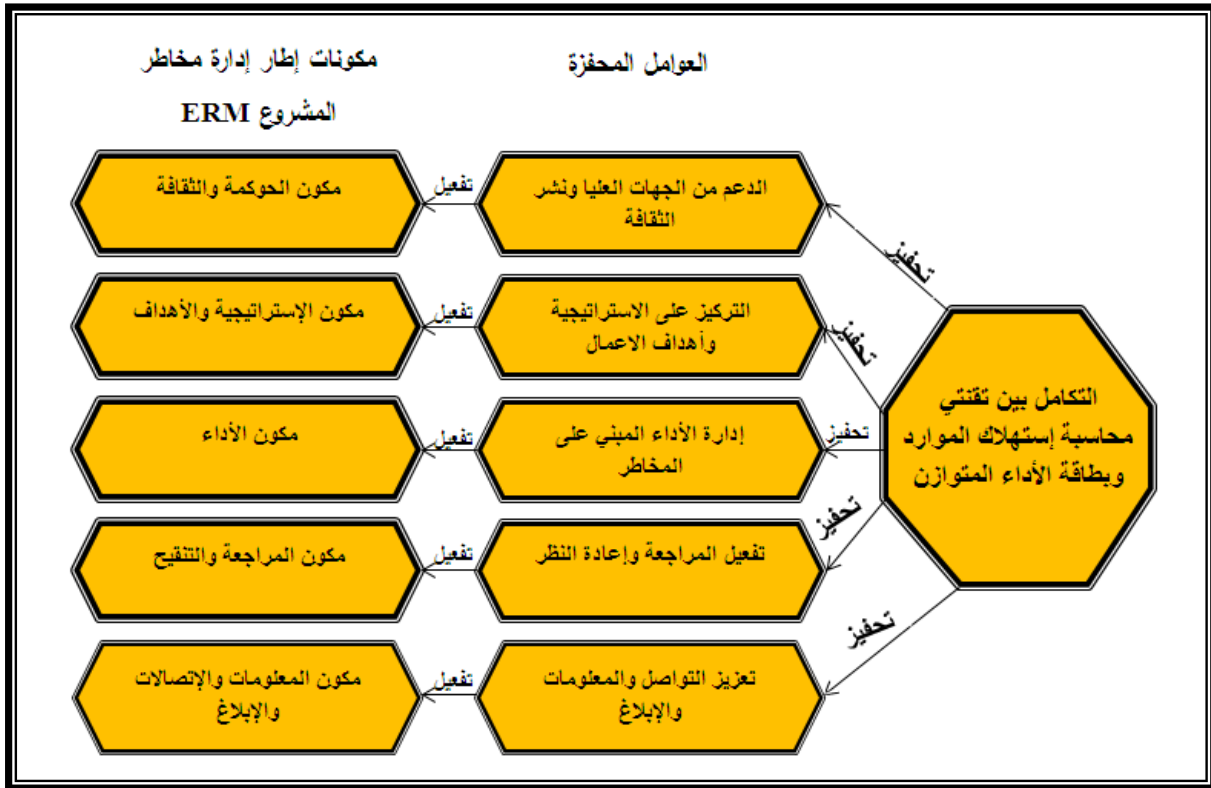 العوامل المحفزة
مكونات إطار إدارة مخاطر
المشروع ERM
التكامل بين تقنتي
محاسبة إستهلاك الموارد
وبطاقة الأداء المتوازن
تحفيز
الدعم من الجهات العليا ونشر
الثقافة
تفعيل
مكون الحوكمة والثقافة
تحفيز
التركيز على الاستراتيجية
وأهداف الاعمال
تفعيل
مكون الإستراتيجية والأهداف
تحفيز
إدارة الأداء المبني على
المخاطر
تفعيل
مكون الأداء
تحفيز
تفعيل المراجعة وإعادة النظر
تفعيل
مكون المراجعة والتنقيح
تحفيز
تعزيز التواصل والمعلومات
والإبلاغ
تفعيل
مكون المعلومات والإتصالات
والإبلاغ